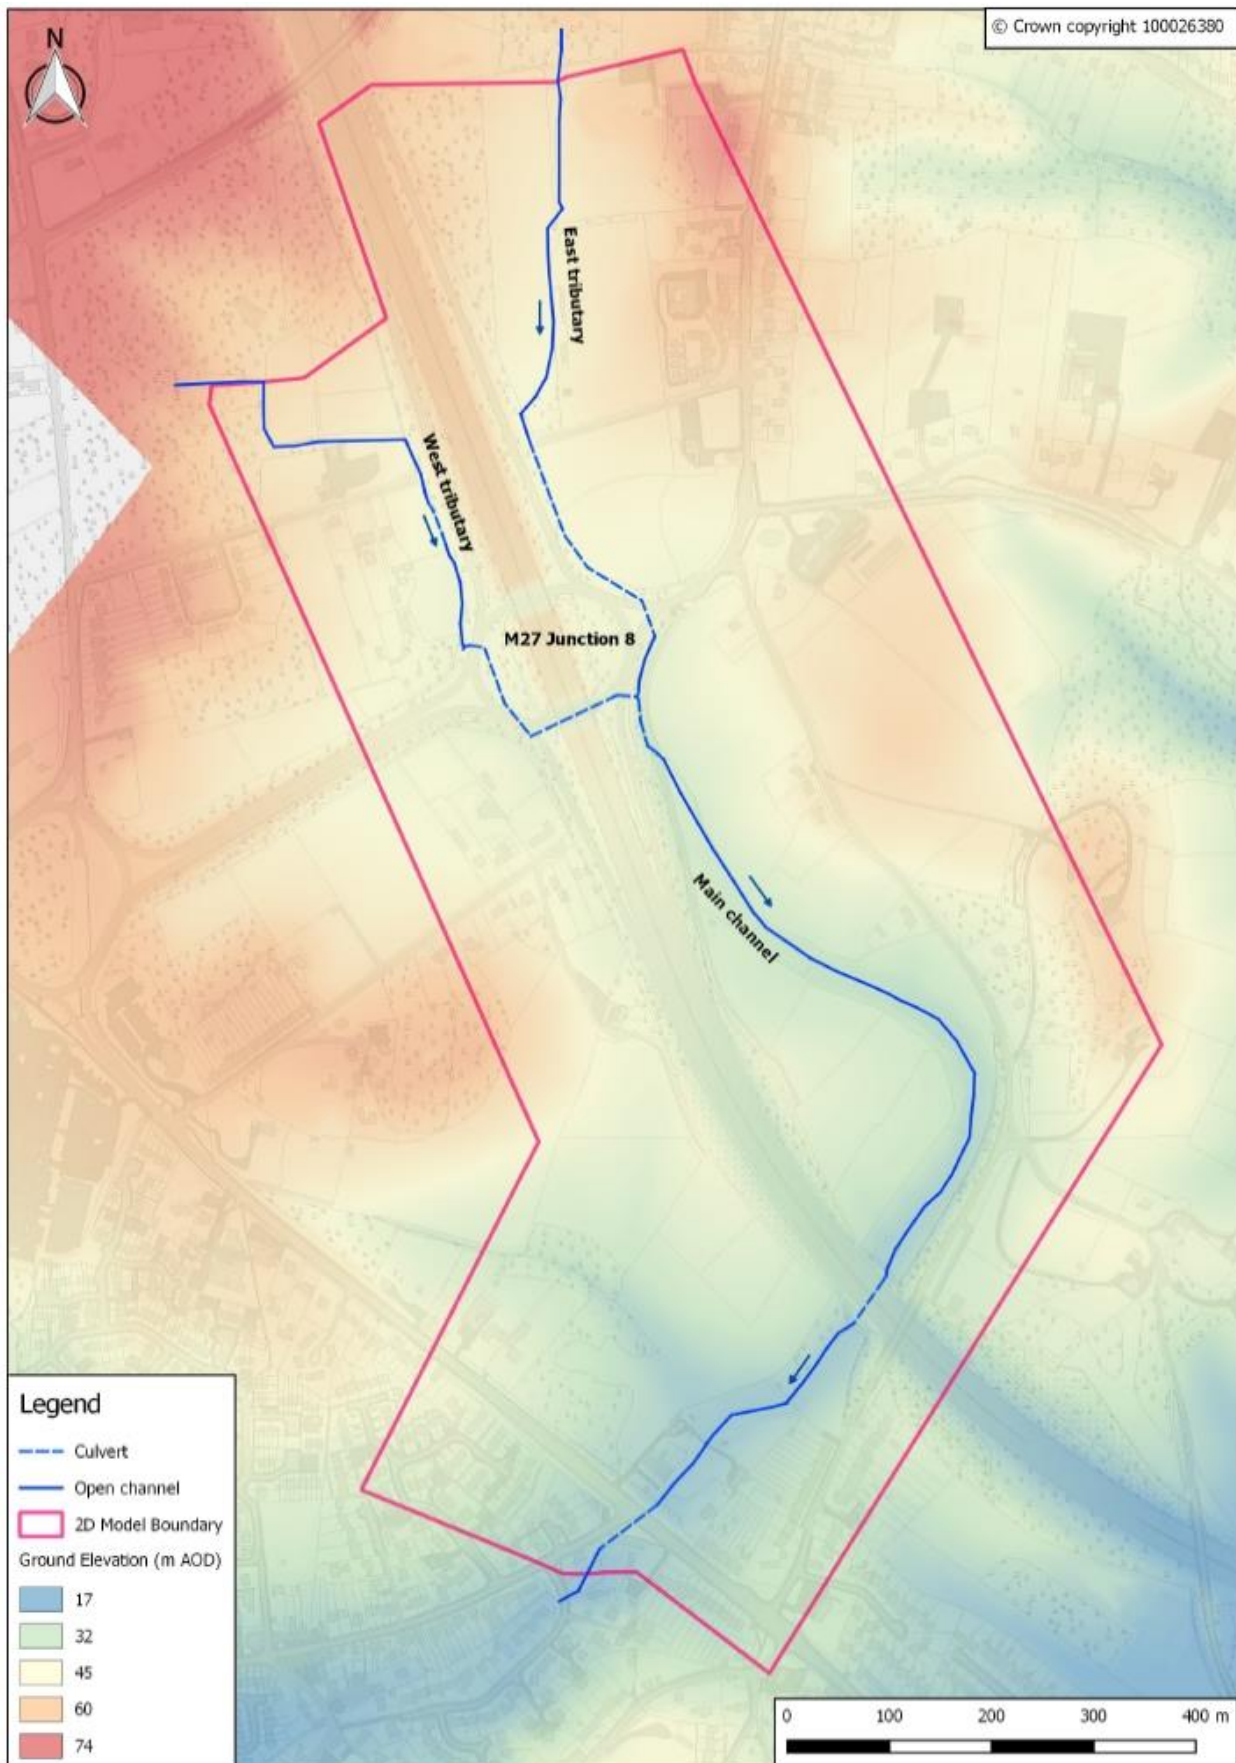 © Crown copyright 100026380
N
East tributary
West tributary
M27 Junction 8
Main channel
Legend
Culvert
Open channel
2D Model Boundary
Ground Elevation (m AOD)
17
32
45
60
74
0 100 200 300 400 m